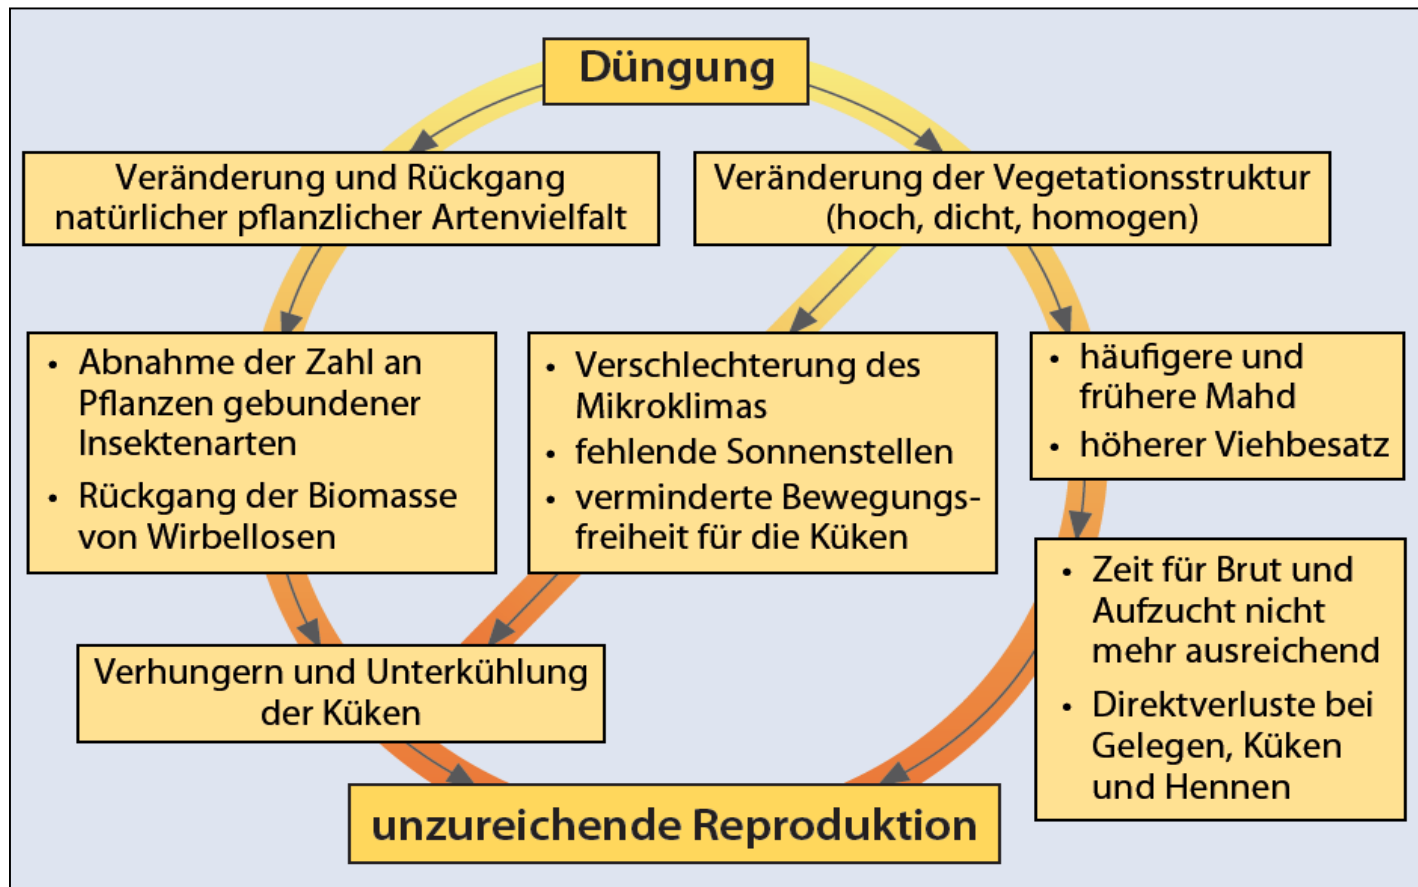 Düngung
Veränderung und Rückgang
natürlicher pflanzlicher Artenvielfalt
Veränderung der Vegetationsstruktur
(hoch, dicht, homogen)
• Abnahme der Zahl an
Pflanzen gebundener
Insektenarten
• Rückgang der Biomasse
von Wirbellosen
• Verschlechterung des
Mikroklimas
• fehlende Sonnenstellen
• verminderte Bewegungs-
freiheit für die Küken
• häufigere und
frühere Mahd
• höherer Viehbesatz
• Zeit für Brut und
Aufzucht nicht
mehr ausreichend
• Direktverluste bei
Gelegen, Küken
und Hennen
Verhungern und Unterkühlung
der Küken
unzureichende Reproduktion